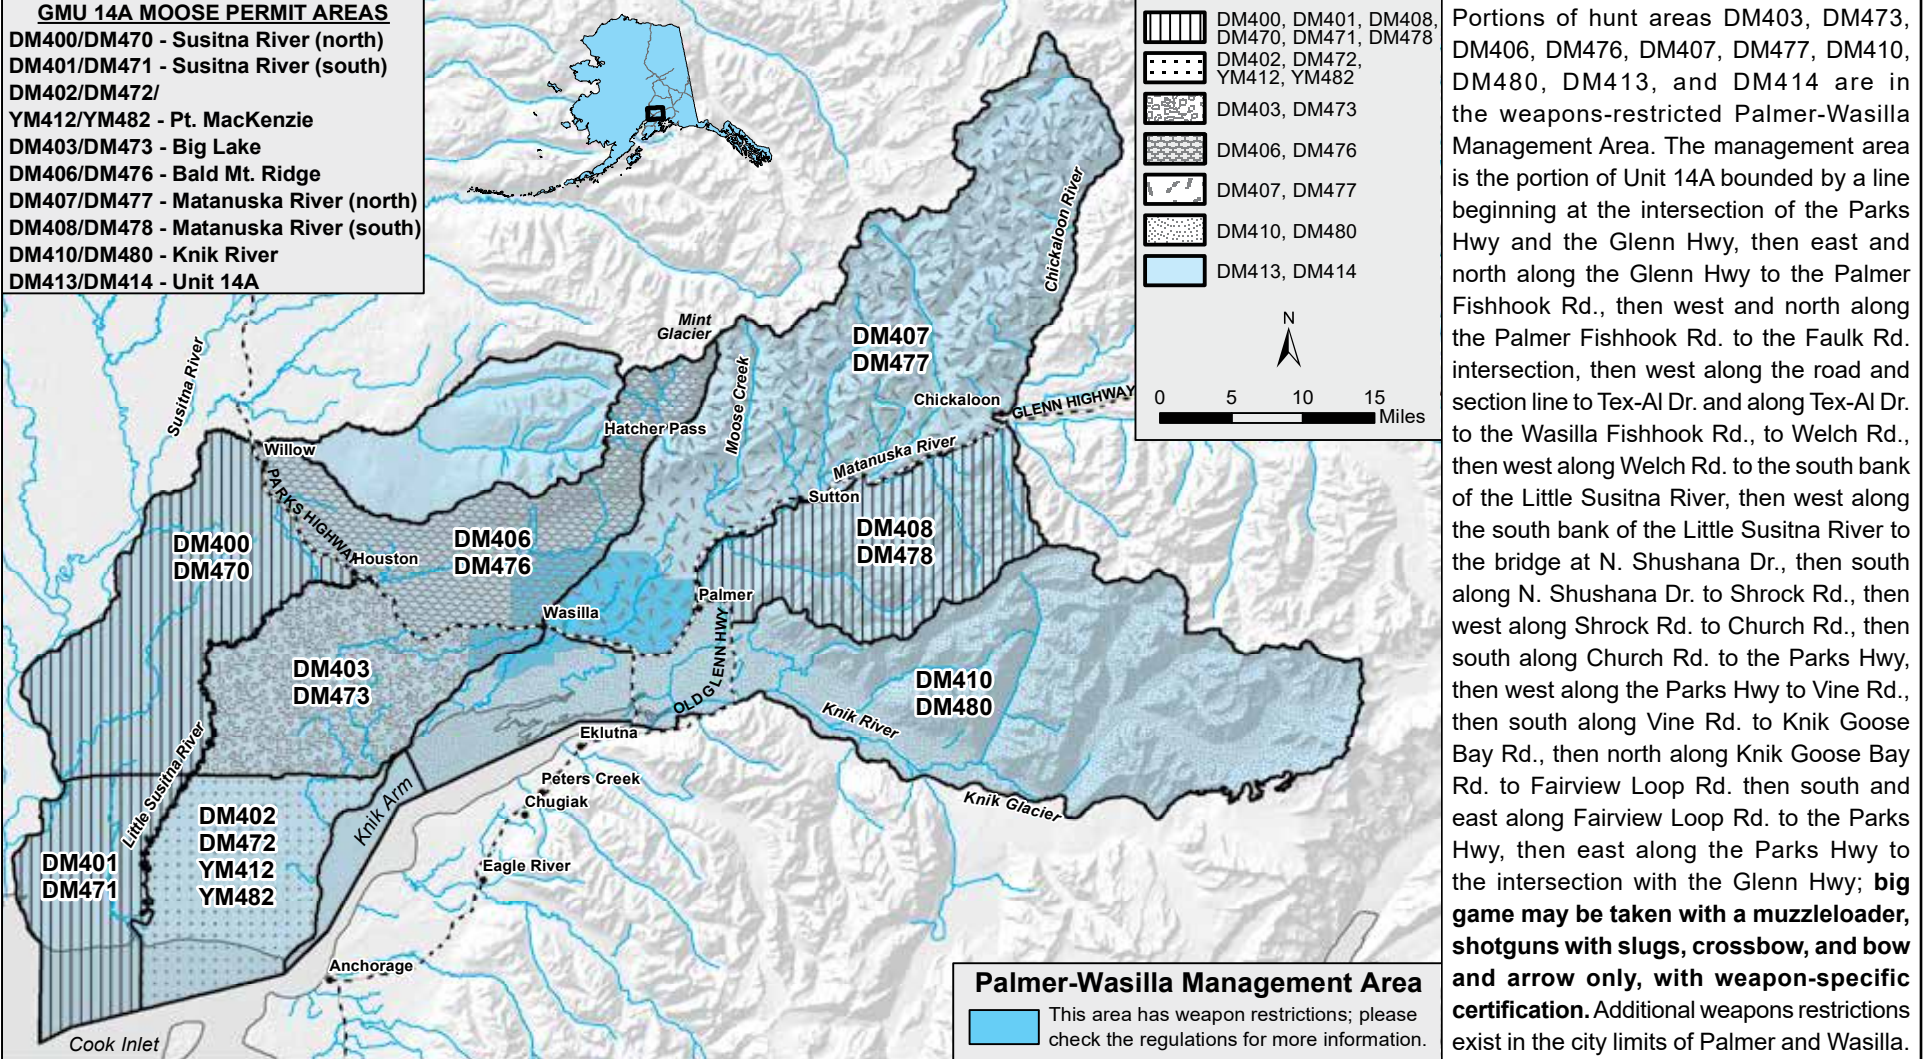 GMU 14A MOOSE PERMIT AREAS
DM400/DM470 - Susitna River (north)
DM401/DM471 - Susitna River (south)
DM402/DM472/
YM412/YM482 - Pt. MacKenzie
DM403/DM473 - Big Lake
DM406/DM476 - Bald Mt. Ridge
DM407/DM477 - Matanuska River (north)
DM408/DM478 - Matanuska River (south)
DM410/DM480 - Knik River
DM413/DM414 - Unit 14A
DM400, DM401, DM408,
DM470, DM471, DM478
DM402, DM472,
YM412, YM482
DM403, DM473
DM406, DM476
DM407, DM477
DM410, DM480
DM413, DM414
N
0 5 10 15
Miles
Susitna River
Mint
Glacier
Moose Creek
Chickaloon River
DM407
DM477
Chickaloon
GLENN HIGHWAY
Hatcher Pass
Matanuska River
Willow
PARKS HIGHWAY
Sutton
DM400
DM470
Houston
DM406
DM476
DM408
DM478
Wasilla
Palmer
DM403
DM473
OLD GLENN HWY
DM410
DM480
Knik River
Little Susitna River
Eklutna
Peters Creek
Chugiak
Knik Glacier
Knik Arm
DM402
DM472
YM412
YM482
DM401
DM471
Eagle River
Anchorage
Cook Inlet
Palmer-Wasilla Management Area
This area has weapon restrictions; please
check the regulations for more information.
Portions of hunt areas DM403, DM473,
DM406, DM476, DM407, DM477, DM410,
DM480, DM413, and DM414 are in
the weapons-restricted Palmer-Wasilla
Management Area. The management area
is the portion of Unit 14A bounded by a line
beginning at the intersection of the Parks
Hwy and the Glenn Hwy, then east and
north along the Glenn Hwy to the Palmer
Fishhook Rd., then west and north along
the Palmer Fishhook Rd. to the Faulk Rd.
intersection, then west along the road and
section line to Tex-Al Dr. and along Tex-Al Dr.
to the Wasilla Fishhook Rd., to Welch Rd.,
then west along Welch Rd. to the south bank
of the Little Susitna River, then west along
the south bank of the Little Susitna River to
the bridge at N. Shushana Dr., then south
along N. Shushana Dr. to Shrock Rd., then
west along Shrock Rd. to Church Rd., then
south along Church Rd. to the Parks Hwy,
then west along the Parks Hwy to Vine Rd.,
then south along Vine Rd. to Knik Goose
Bay Rd., then north along Knik Goose Bay
Rd. to Fairview Loop Rd. then south and
east along Fairview Loop Rd. to the Parks
Hwy, then east along the Parks Hwy to
the intersection with the Glenn Hwy; big
game may be taken with a muzzleloader,
shotguns with slugs, crossbow, and bow
and arrow only, with weapon-specific
certification. Additional weapons restrictions
exist in the city limits of Palmer and Wasilla.